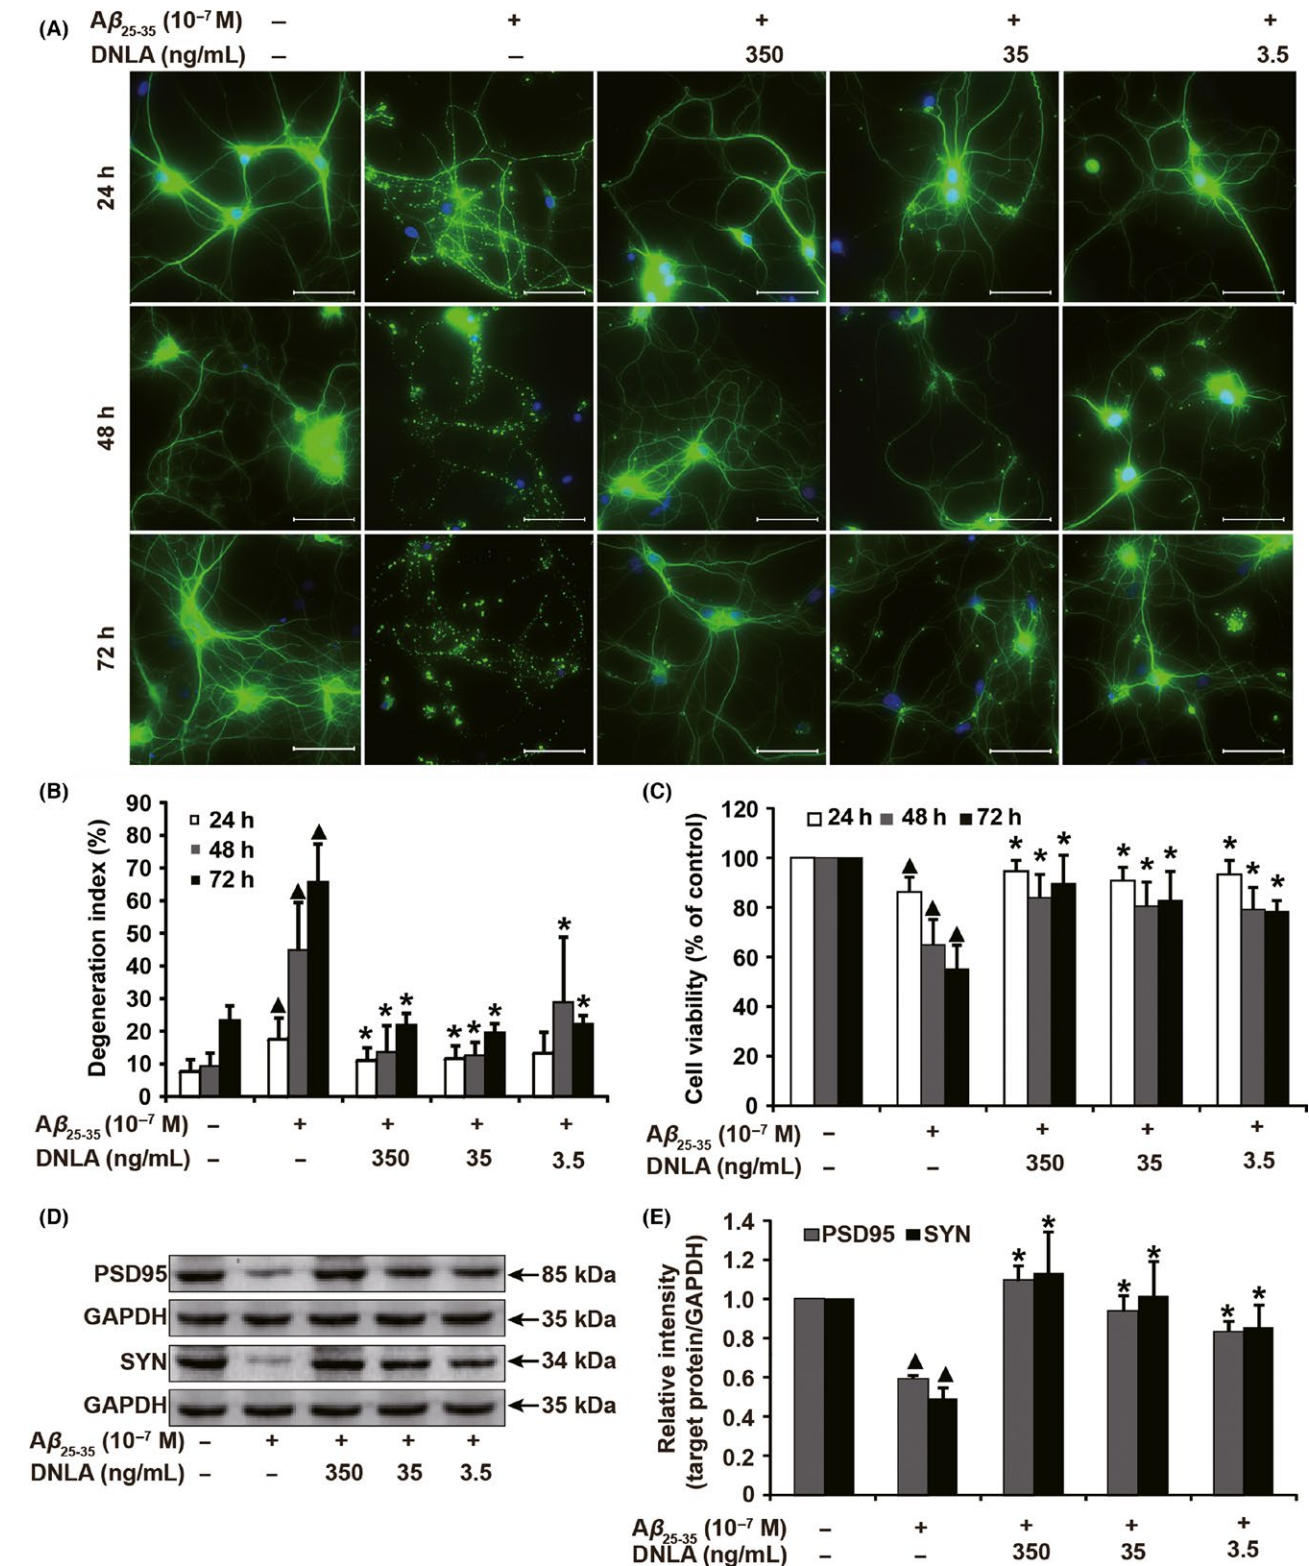 (A)
Aβ25-35 (10–7 M) – + + + +
DNLA (ng/mL) – – 350 35 3.5
24 h
48 h
72 h
(B)
Degeneration index (%)
90
80
70
60
50
40
30
20
10
0
24 h
48 h
72 h
▲ ▲ ▲ * * * * * * * *
Aβ25-35 (10–7 M) – + + + +
DNLA (ng/mL) – – 350 35 3.5
(C)
Cell viability (% of control)
120
100
80
60
40
20
0
24 h 48 h 72 h
▲ ▲ ▲ * * * * * * * * *
Aβ25-35 (10–7 M) – + + + +
DNLA (ng/mL) – – 350 35 3.5
(D)
PSD95 ←85 kDa
GAPDH ←35 kDa
SYN ←34 kDa
GAPDH ←35 kDa
Aβ25-35 (10–7 M) – + + + +
DNLA (ng/mL) – – 350 35 3.5
(E)
Relative intensity
(target protein/GAPDH)
1.4
1.2
1.0
0.8
0.6
0.4
0.2
0
PSD95 SYN
▲ ▲ * * * * * *
Aβ25-35 (10–7 M) – + + + +
DNLA (ng/mL) – – 350 35 3.5